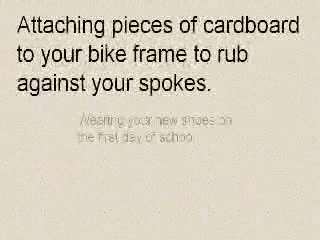 Attaching pieces of cardboard
to your bike frame to rub
against your spokes.
Wearing your new shoes on
the first day of school